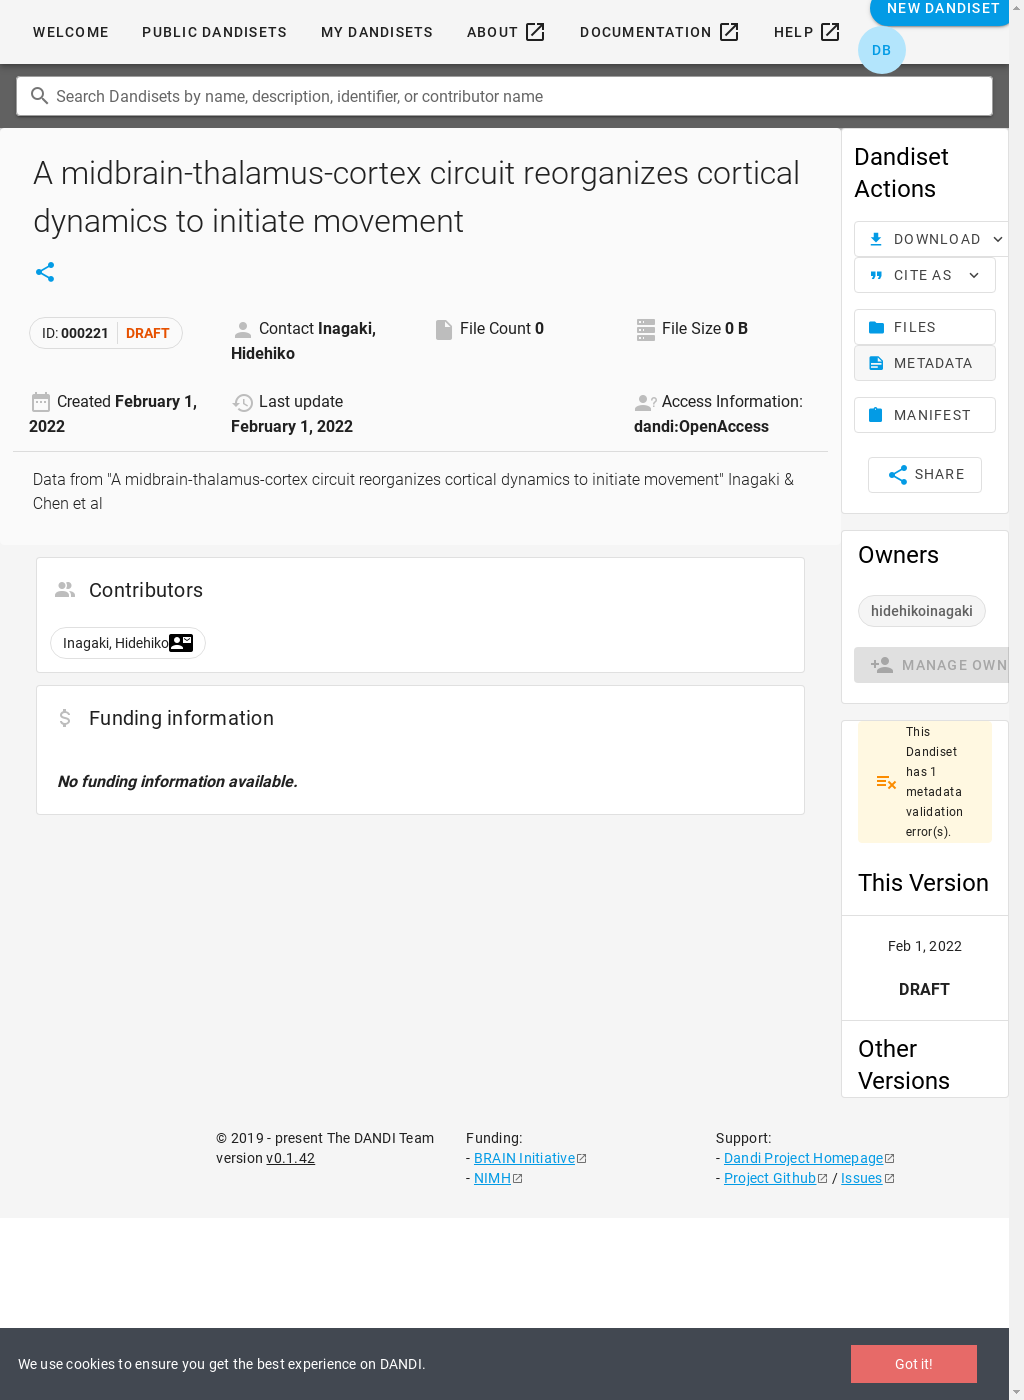 WELCOME
PUBLIC DANDISETS
MY DANDISETS
ABOUT
DOCUMENTATION
HELP
NEW DANDISET
DB
Search Dandisets by name, description, identifier, or contributor name
A midbrain-thalamus-cortex circuit reorganizes cortical
dynamics to initiate movement
ID: 000221 DRAFT
Contact Inagaki,
Hidehiko
File Count 0
File Size 0 B
Created February 1,
2022
Last update
February 1, 2022
Access Information:
dandi:OpenAccess
Data from "A midbrain-thalamus-cortex circuit reorganizes cortical dynamics to initiate movement" Inagaki &
Chen et al
Contributors
Inagaki, Hidehiko
Funding information
No funding information available.
Dandiset
Actions
DOWNLOAD
CITE AS
FILES
METADATA
MANIFEST
SHARE
Owners
hidehikoinagaki
MANAGE OWN
This
Dandiset
has 1
metadata
validation
error(s).
This Version
Feb 1, 2022
DRAFT
Other
Versions
© 2019 - present The DANDI Team
version v0.1.42
Funding:
- BRAIN Initiative
- NIMH
Support:
- Dandi Project Homepage
- Project Github / Issues
We use cookies to ensure you get the best experience on DANDI.
Got it!